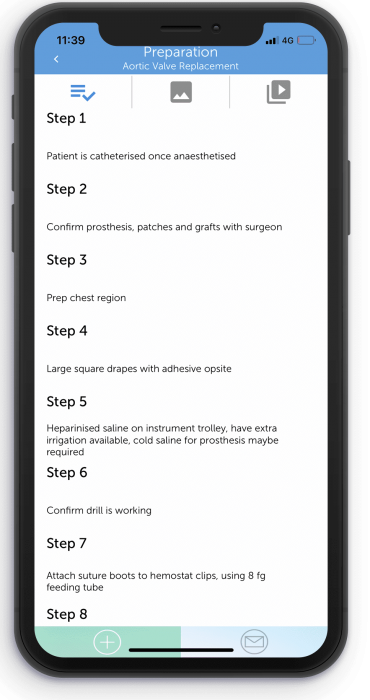 11:39
4G
Preparation
Aortic Valve Replacement
Step 1
Patient is catheterised once anaesthetised
Step 2
Confirm prosthesis, patches and grafts with surgeon
Step 3
Prep chest region
Step 4
Large square drapes with adhesive opsite
Step 5
Heparinised saline on instrument trolley, have extra
irrigation available, cold saline for prosthesis maybe
required
Step 6
Confirm drill is working
Step 7
Attach suture boots to hemostat clips, using 8 fg
feeding tube
Step 8